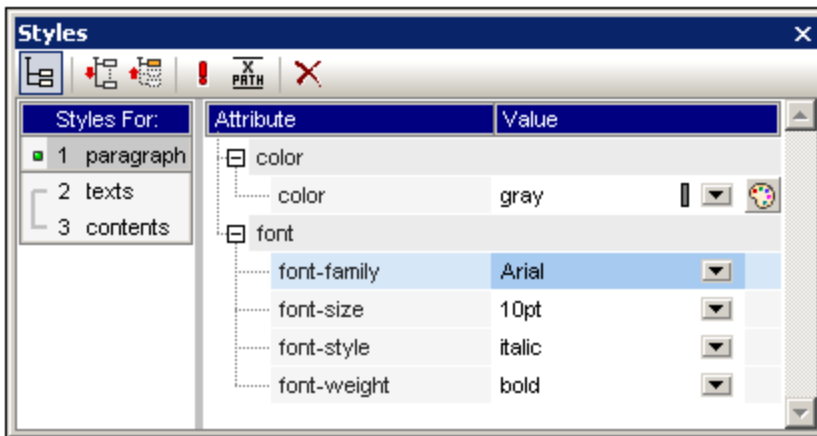 Styles
X
PATH
Styles For:
Attribute
Value
1 paragraph
2 texts
3 contents
color
color gray
font
font-family Arial
font-size 10pt
font-style italic
font-weight bold